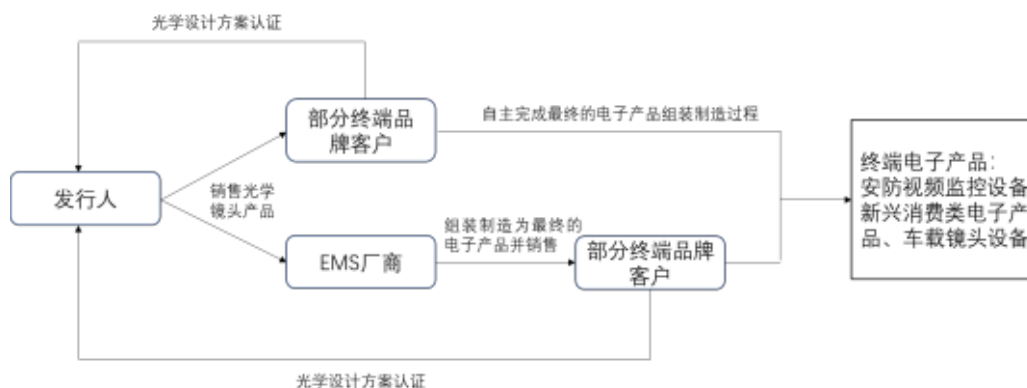 光学设计方案认证
部分终端品
牌客户
自主完成最终的电子产品组装制造过程
发行人
销售光学
镜头产品
终端电子产品：
安防视频监控设备
新兴消费类电子产
品、车载镜头设备
组装制造为最终的
电子产品并销售
EMS厂商
部分终端品牌
客户
光学设计方案认证